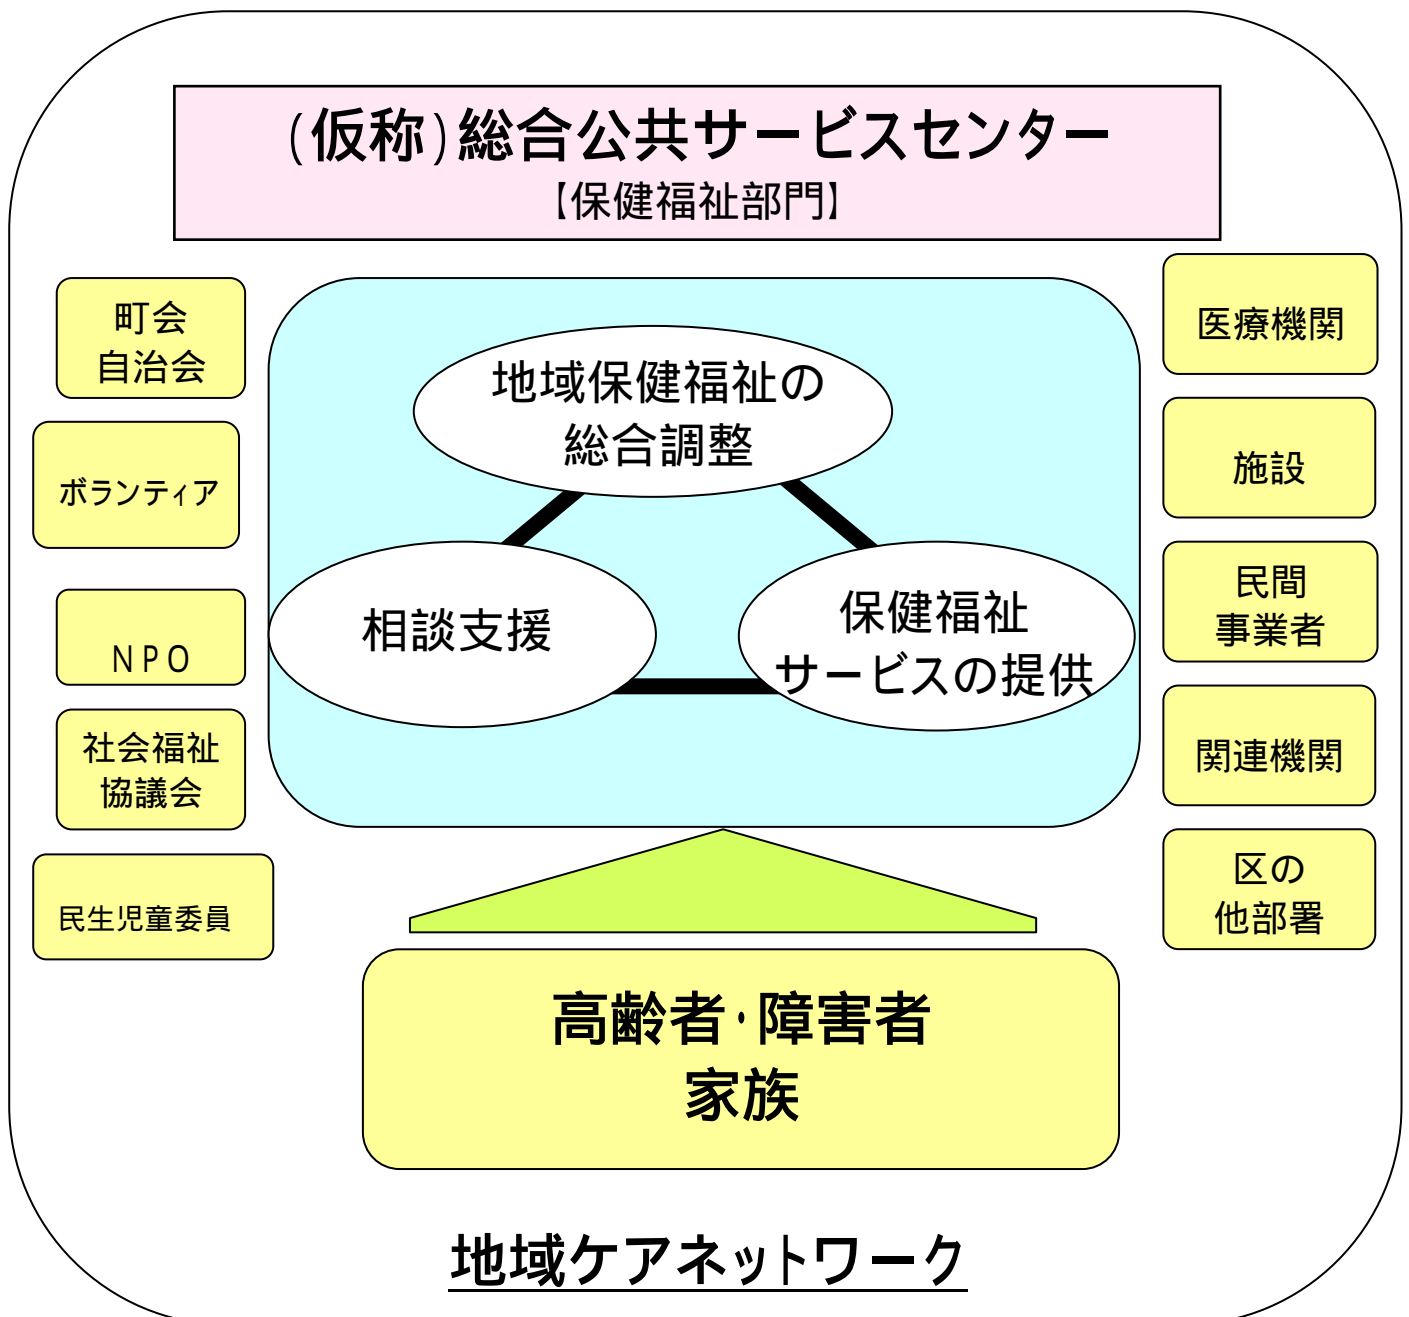 (仮称)総合公共サービスセンター
【保健福祉部門】
町会
自治会
ボランティア
NPO
社会福祉
協議会
民生児童委員
地域保健福祉の
総合調整
相談支援
保健福祉
サービスの提供
医療機関
施設
民間
事業者
関連機関
区の
他部署
高齢者・障害者
家族
地域ケアネットワーク